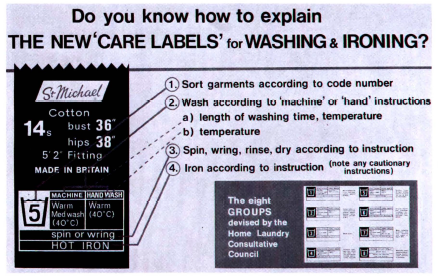 Do you know how to explain
THE NEW 'CARE LABELS' for WASHING & IRONING?
St Michael
Cotton
14s bust 36"
hips 38"
5' 2" Fitting
MADE IN BRITAIN
5
MACHINE HAND WASH
Warm Warm
Med wash (40°C)
(40°C)
spin or wring
HOT IRON
1. Sort garments according to code number
2. Wash according to 'machine' or 'hand' instructions
a) length of washing time, temperature
b) temperature
3. Spin, wring, rinse, dry according to instruction
4. Iron according to instruction (note any cautionary
instructions)
The eight
GROUPS
devised by the
Home Laundry
Consultative
Council